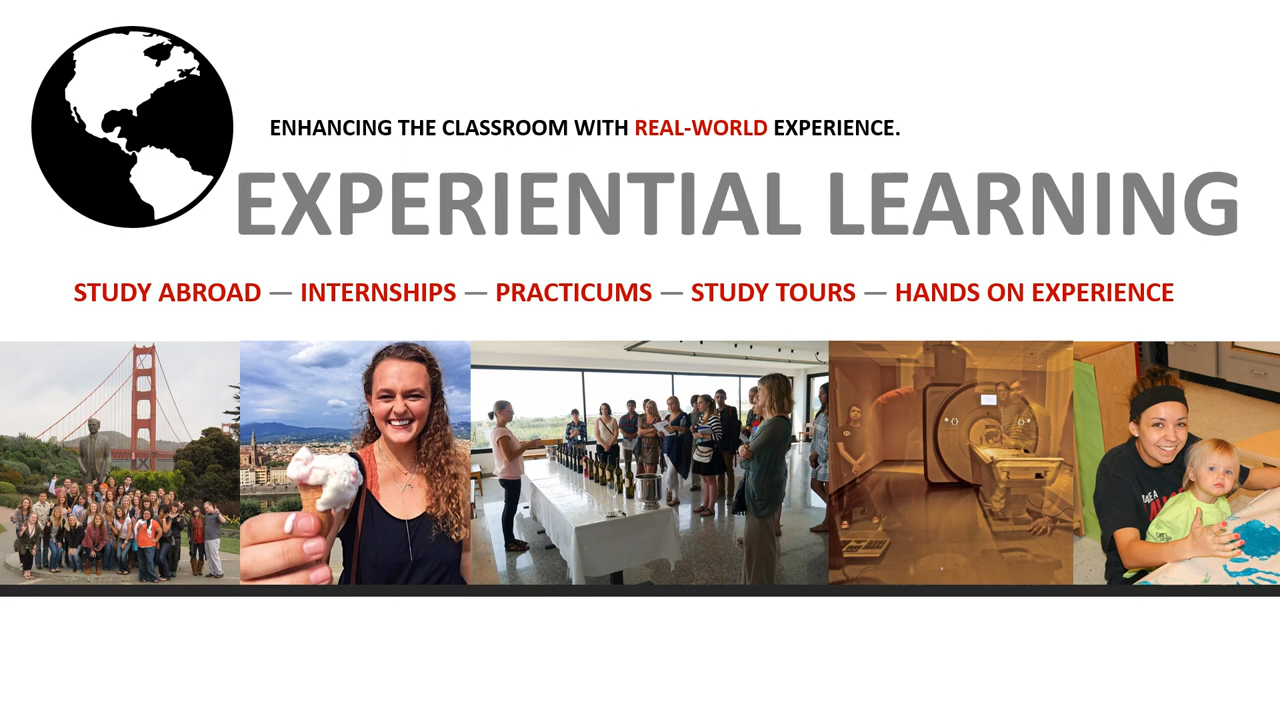 ENHANCING THE CLASSROOM WITH REAL-WORLD EXPERIENCE.
EXPERIENTIAL LEARNING
STUDY ABROAD — INTERNSHIPS — PRACTICUMS — STUDY TOURS — HANDS ON EXPERIENCE